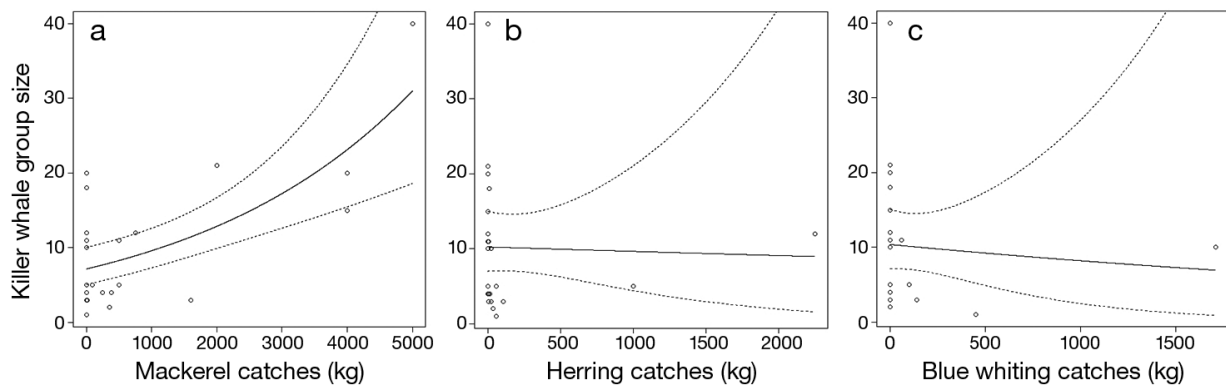 Killer whale group size
a
40
30
20
10
0
0 1000 2000 3000 4000 5000
Mackerel catches (kg)
b
40
30
20
10
0
0 500 1000 1500 2000
Herring catches (kg)
c
40
30
20
10
0
0 500 1000 1500
Blue whiting catches (kg)